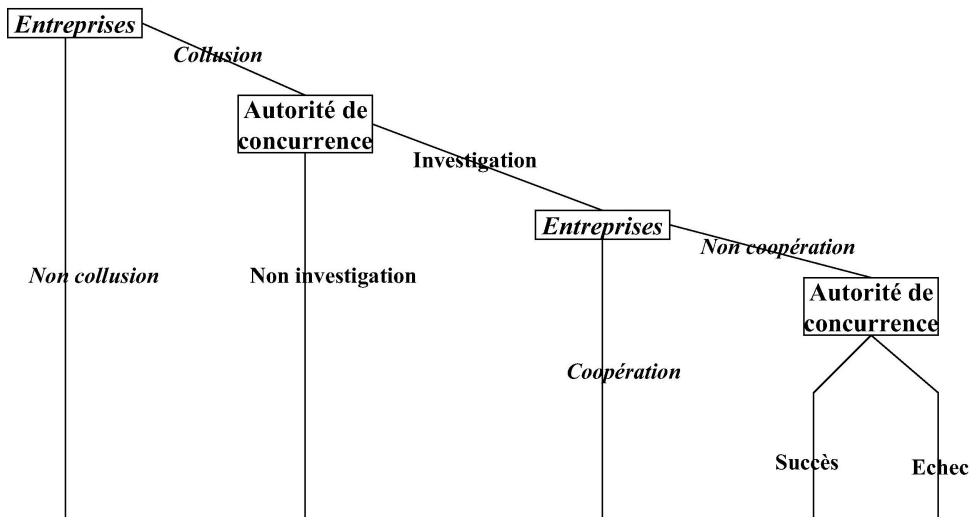 Entreprises
Collusion
Autorité de
concurrence
Investigation
Entreprises
Non coopération
Non collusion
Non investigation
Autorité de
concurrence
Coopération
Succès
Echec